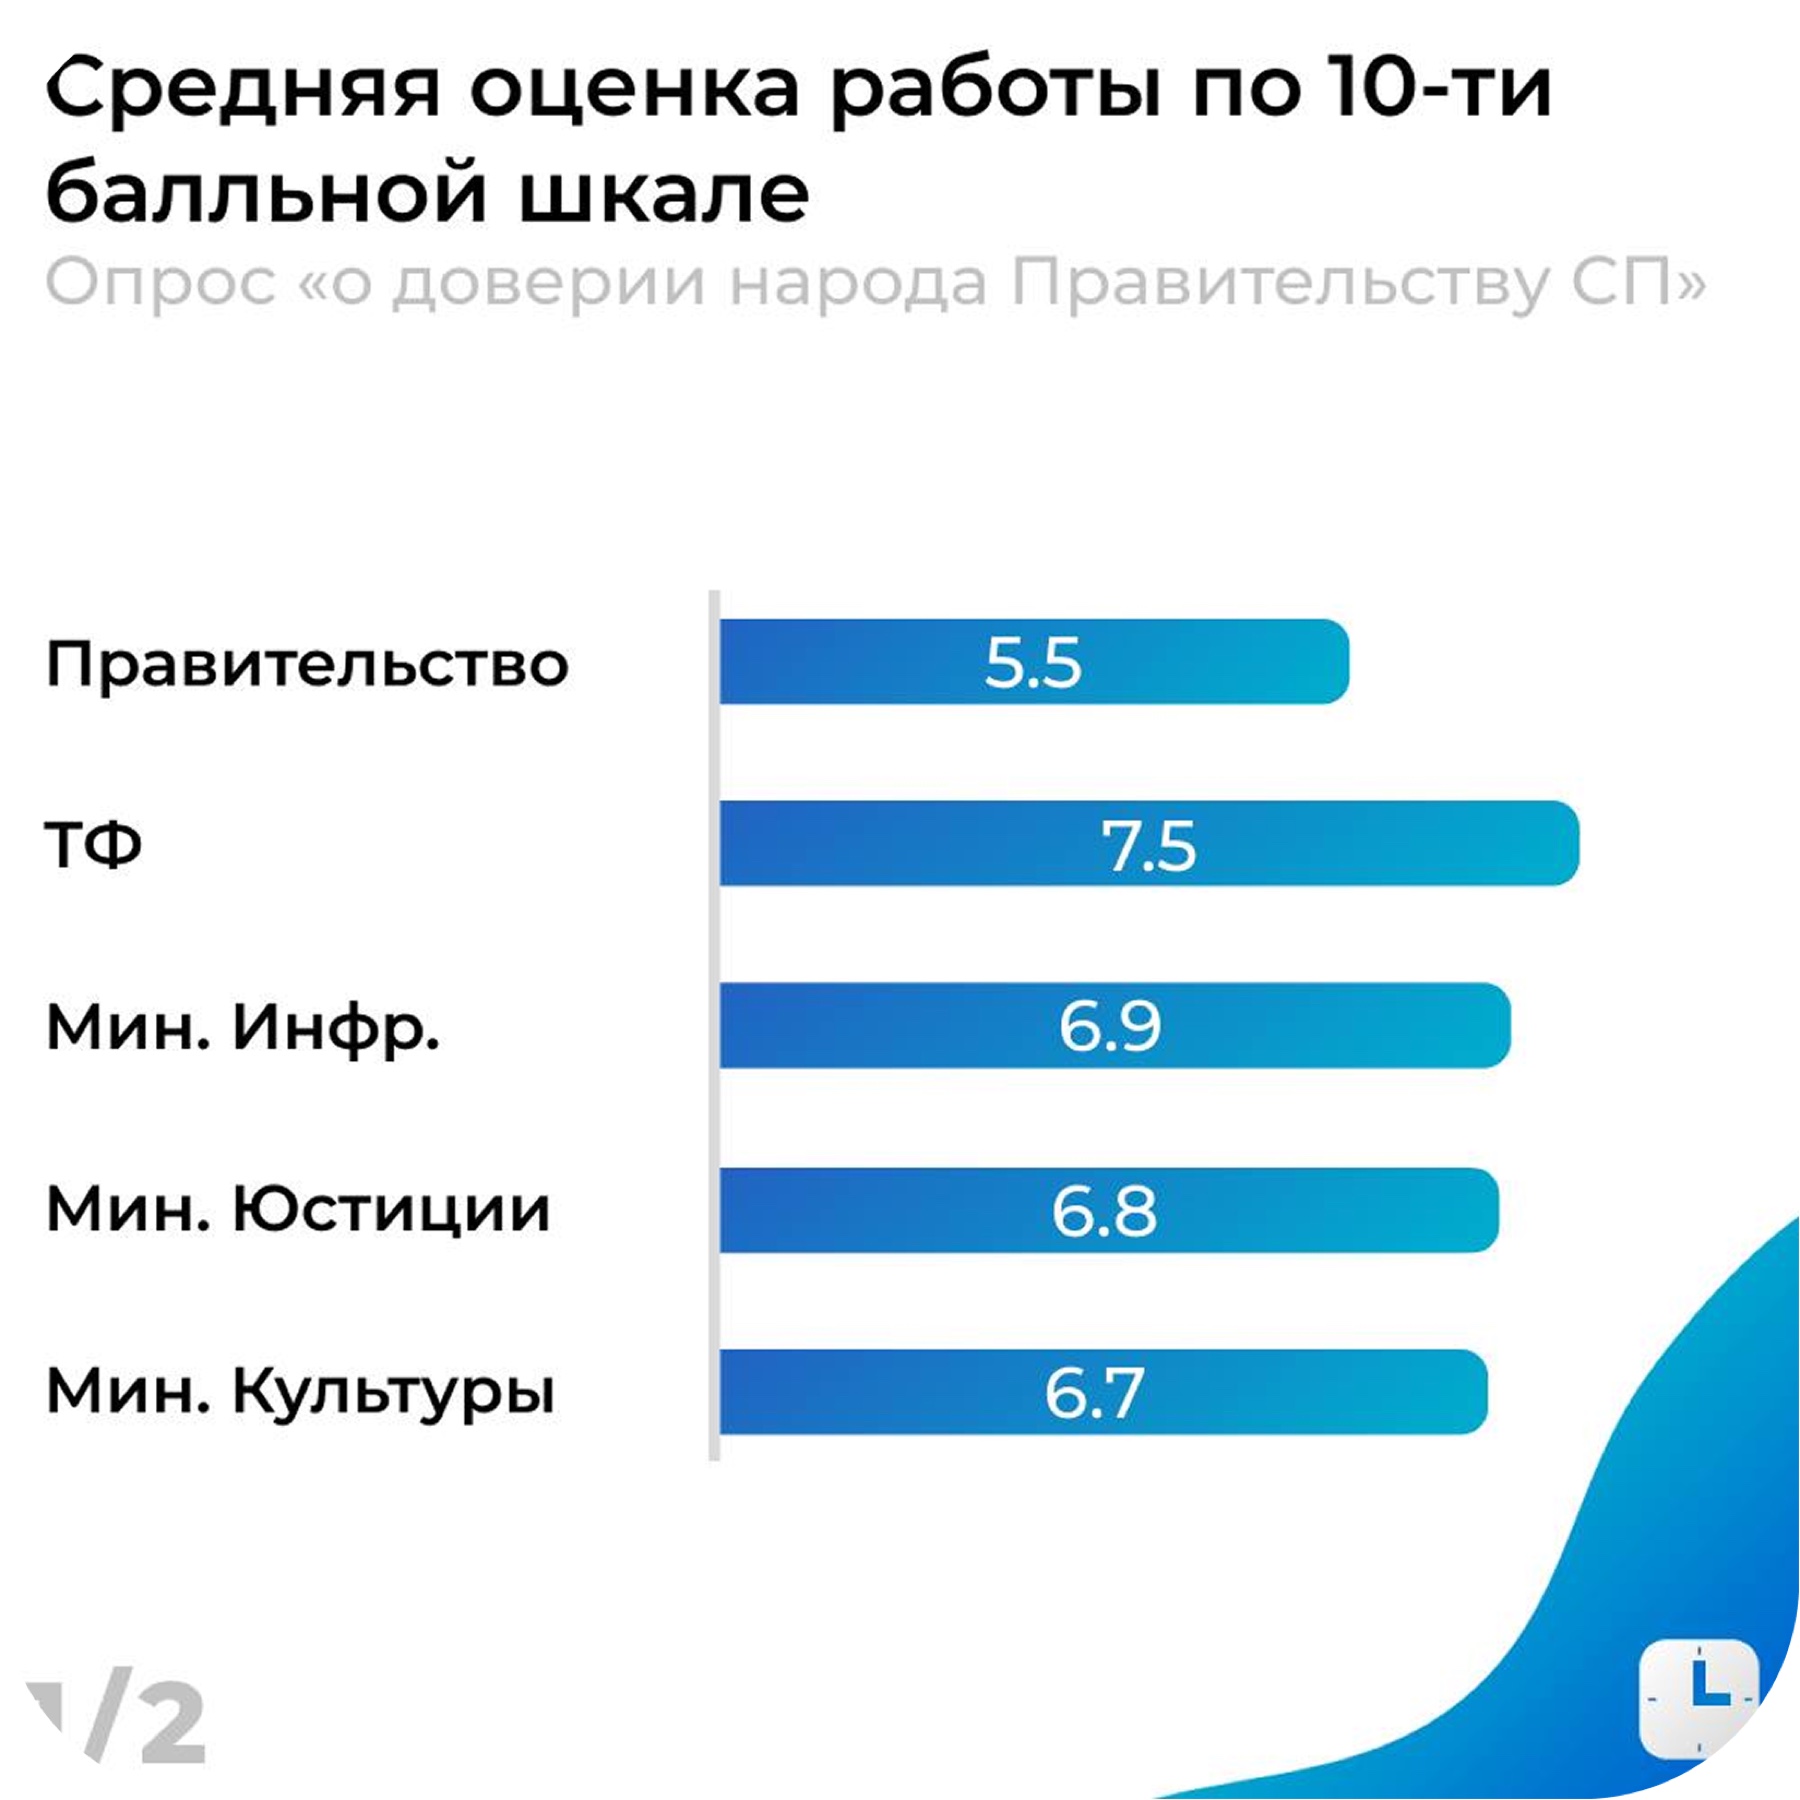 Средняя оценка работы по 10-ти
балльной шкале
Опрос «о доверии народа Правительству СП»
Правительство 5.5
ТФ 7.5
Мин. Инфр. 6.9
Мин. Юстиции 6.8
Мин. Культуры 6.7
1/2